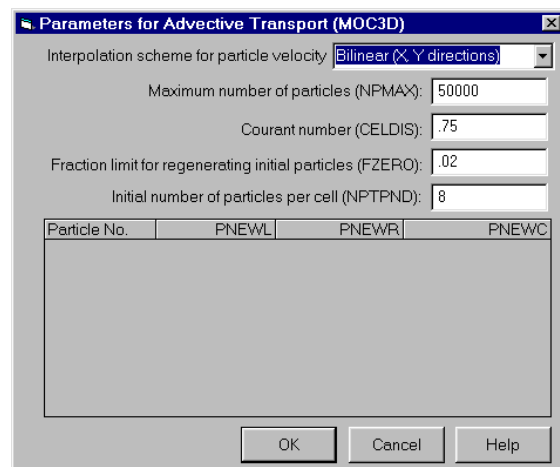 Parameters for Advective Transport (MOC3D)
Interpolation scheme for particle velocity Bilinear (X, Y directions)
Maximum number of particles (NPMAX): 50000
Courant number (CELDIS): .75
Fraction limit for regenerating initial particles (FZERO): .02
Initial number of particles per cell (NPTPND): 8
Particle No. PNEWL PNEWR PNEWC
OK Cancel Help